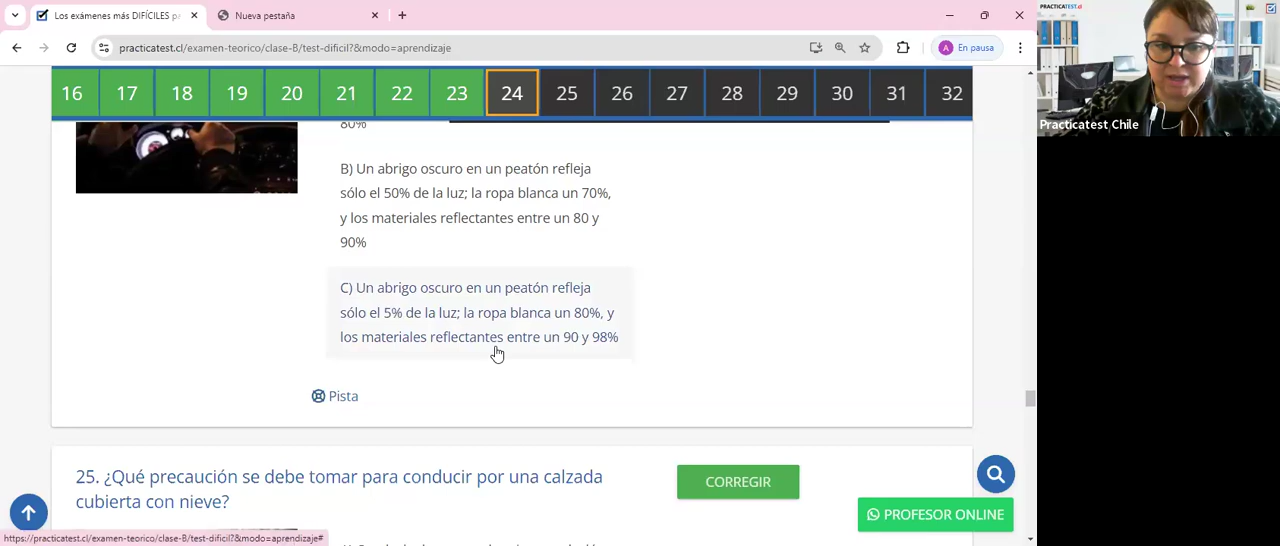 Los exámenes más DIFÍCILES pa
Nueva pestaña
practicatest.cl/examen-teorico/clase-B/test-dificil?&modo=aprendizaje
A En pausa
PRACTICATEST.cl
Practicatest Chile
16 17 18 19 20 21 22 23 24 25 26 27 28 29 30 31 32
80%
B) Un abrigo oscuro en un peatón refleja
sólo el 50% de la luz; la ropa blanca un 70%,
y los materiales reflectantes entre un 80 y
90%
C) Un abrigo oscuro en un peatón refleja
sólo el 5% de la luz; la ropa blanca un 80%, y
los materiales reflectantes entre un 90 y 98%
Pista
25. ¿Qué precaución se debe tomar para conducir por una calzada
cubierta con nieve?
CORREGIR
PROFESOR ONLINE
https://practicatest.cl/examen-teorico/clase-B/test-dificil?&modo=aprendizaje#